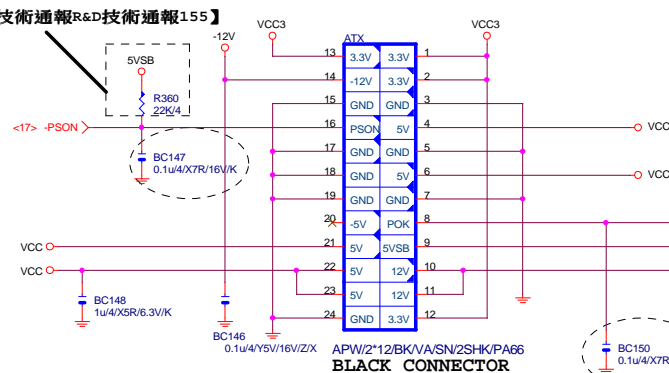 技術通報R&D技術通報155】
5VSB
R360
22K/4
<17> -PSON
BC147
0.1u/4/X7R/16V/K
-12V
VCC3
VCC3
ATX
13 3.3V 3.3V 1
14 -12V 3.3V 2
15 GND GND 3
16 PSON 5V 4
17 GND GND 5
18 GND 5V 6
19 GND GND 7
20 -5V POK 8
21 5V 5VSB 9
22 5V 12V 10
23 5V 12V 11
24 GND 3.3V 12
VCC
VCC
VCC
VCC
BC148
1u/4/X5R/6.3V/K
BC146
0.1u/4/Y5V/16V/Z/X
APW/2*12/BK/VA/SN/2SHK/PA66
BLACK CONNECTOR
BC150
0.1u/4/X7R